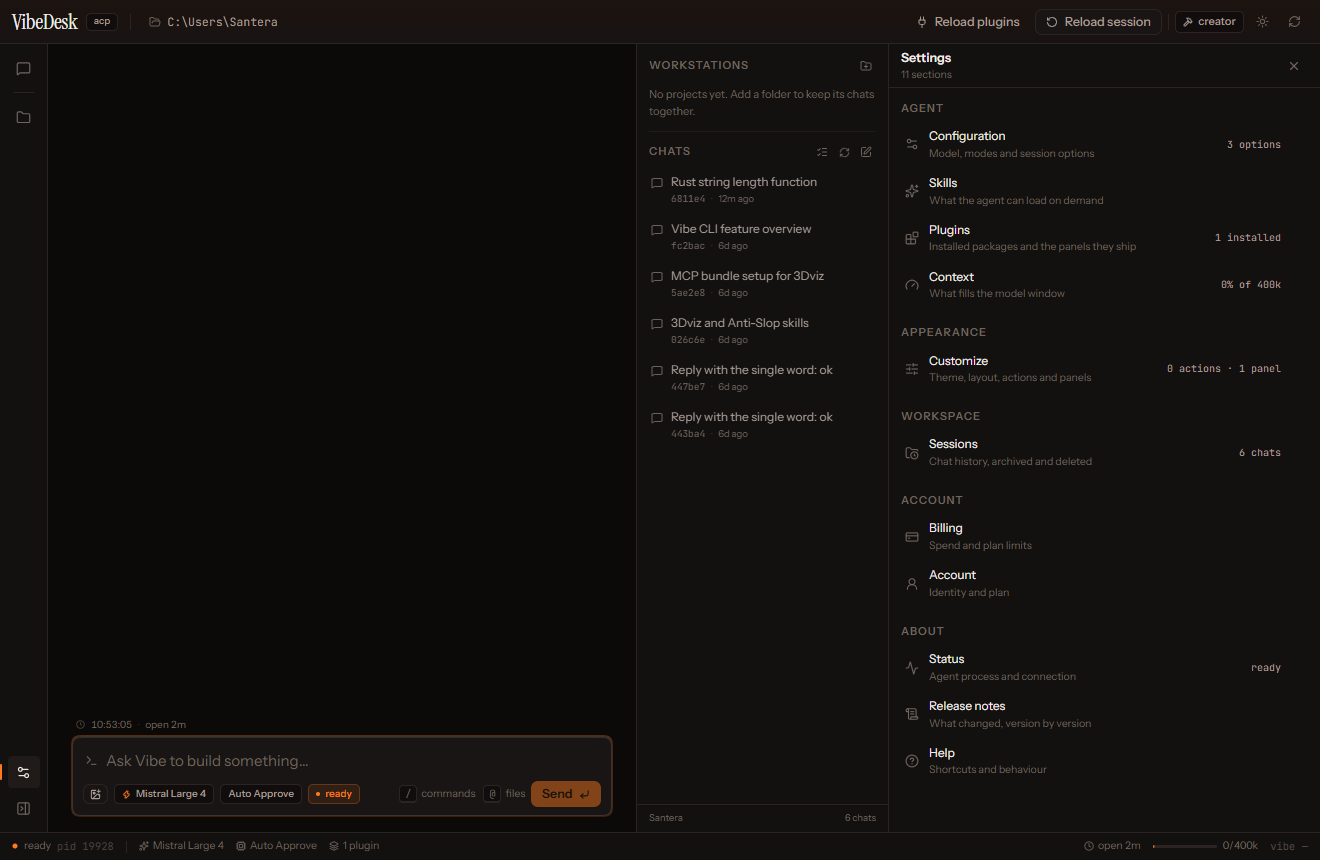 VibeDesk acp C:\Users\Santera Reload plugins Reload session creator
WORKSTATIONS
No projects yet. Add a folder to keep its chats
together.
CHATS
Rust string length function
6811e4 · 12m ago
Vibe CLI feature overview
fc2bac · 6d ago
MCP bundle setup for 3Dviz
5ae2e8 · 6d ago
3Dviz and Anti-Slop skills
026c6e · 6d ago
Reply with the single word: ok
447be7 · 6d ago
Reply with the single word: ok
443ba4 · 6d ago
Santera 6 chats
Settings
11 sections
AGENT
Configuration
Model, modes and session options
3 options
Skills
What the agent can load on demand
Plugins
Installed packages and the panels they ship
1 installed
Context
What fills the model window
0% of 400k
APPEARANCE
Customize
Theme, layout, actions and panels
0 actions · 1 panel
WORKSPACE
Sessions
Chat history, archived and deleted
6 chats
ACCOUNT
Billing
Spend and plan limits
Account
Identity and plan
ABOUT
Status
Agent process and connection
ready
Release notes
What changed, version by version
Help
Shortcuts and behaviour
10:53:05 · open 2m
Ask Vibe to build something...
Mistral Large 4 Auto Approve ready / commands @ files Send
ready pid 19928 Mistral Large 4 Auto Approve 1 plugin open 2m 0/400k vibe —